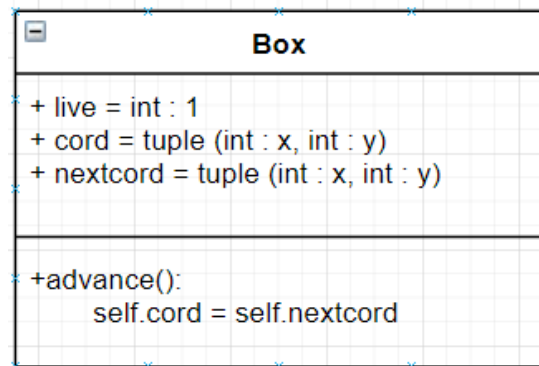 Box
+ live = int : 1
+ cord = tuple (int : x, int : y)
+ nextcord = tuple (int : x, int : y)
+advance():
self.cord = self.nextcord